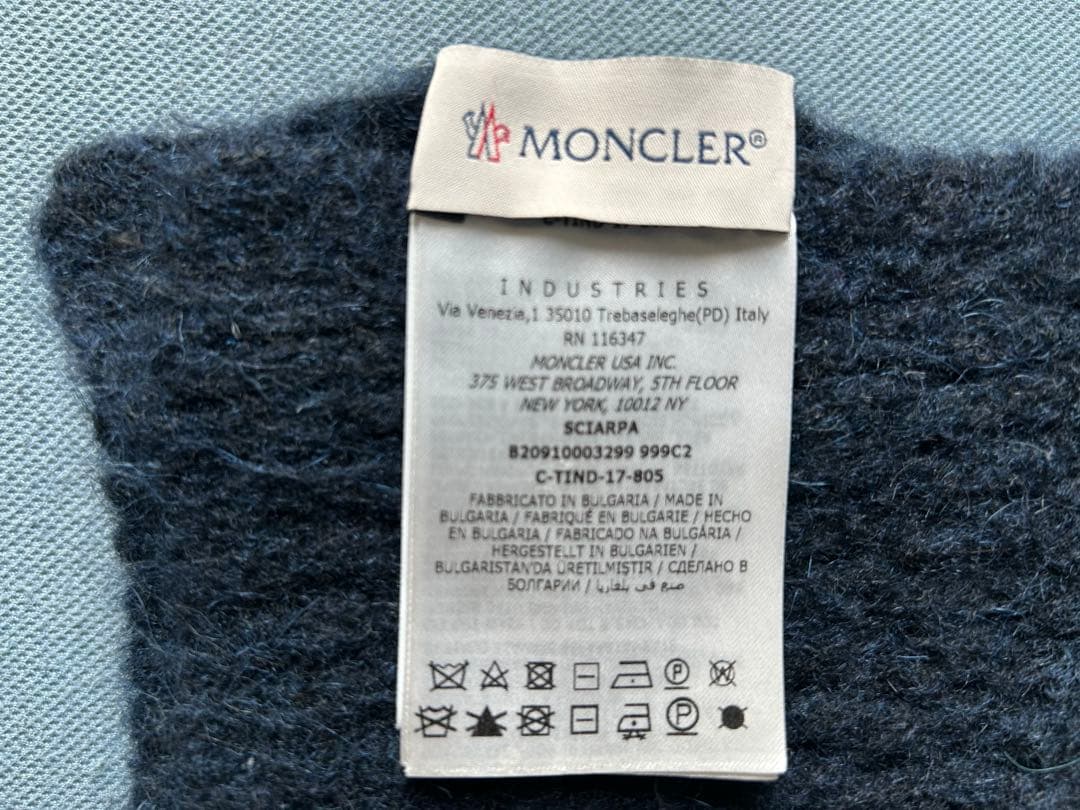 MONCLER®
C-TIND-17-
INDUSTRIES
Via Venezia,1 35010 Trebaseleghe(PD) Italy
RN 116347
MONCLER USA INC.
375 WEST BROADWAY, 5TH FLOOR
NEW YORK, 10012 NY
SCIARPA
B20910003299 999C2
C-TIND-17-805
FABBRICATO IN BULGARIA / MADE IN
BULGARIA / FABRIQUÉ EN BULGARIE / HECHO
EN BULGARIA / FABRICADO NA BULGÁRIA /
HERGESTELLT IN BULGARIEN /
BULGARISTAN'DA ÜRETILMIŞTIR / СДЕЛАНО В
БОЛГАРИИ / صنع في بلغاريا
P W
P